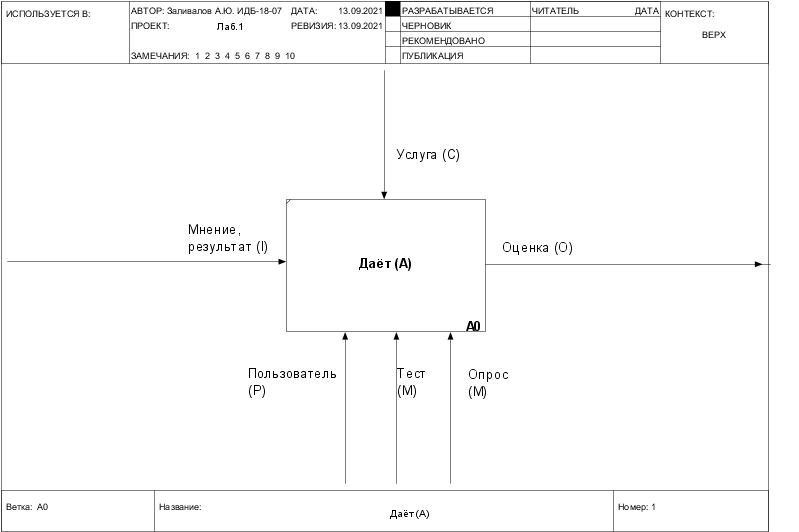 ИСПОЛЬЗУЕТСЯ В:
АВТОР: Заливалов А.Ю. ИДБ-18-07 ДАТА: 13.09.2021
ПРОЕКТ: Лаб.1 РЕВИЗИЯ: 13.09.2021
ЗАМЕЧАНИЯ: 1 2 3 4 5 6 7 8 9 10
РАЗРАБАТЫВАЕТСЯ
ЧЕРНОВИК
РЕКОМЕНДОВАНО
ПУБЛИКАЦИЯ
ЧИТАТЕЛЬ ДАТА
КОНТЕКСТ:
ВЕРХ
Услуга (C)
Мнение,
результат (I)
Даёт (A)
A0
Оценка (O)
Пользователь
(P)
Тест
(M)
Опрос
(M)
Ветка: A0
Название:
Даёт (A)
Номер: 1